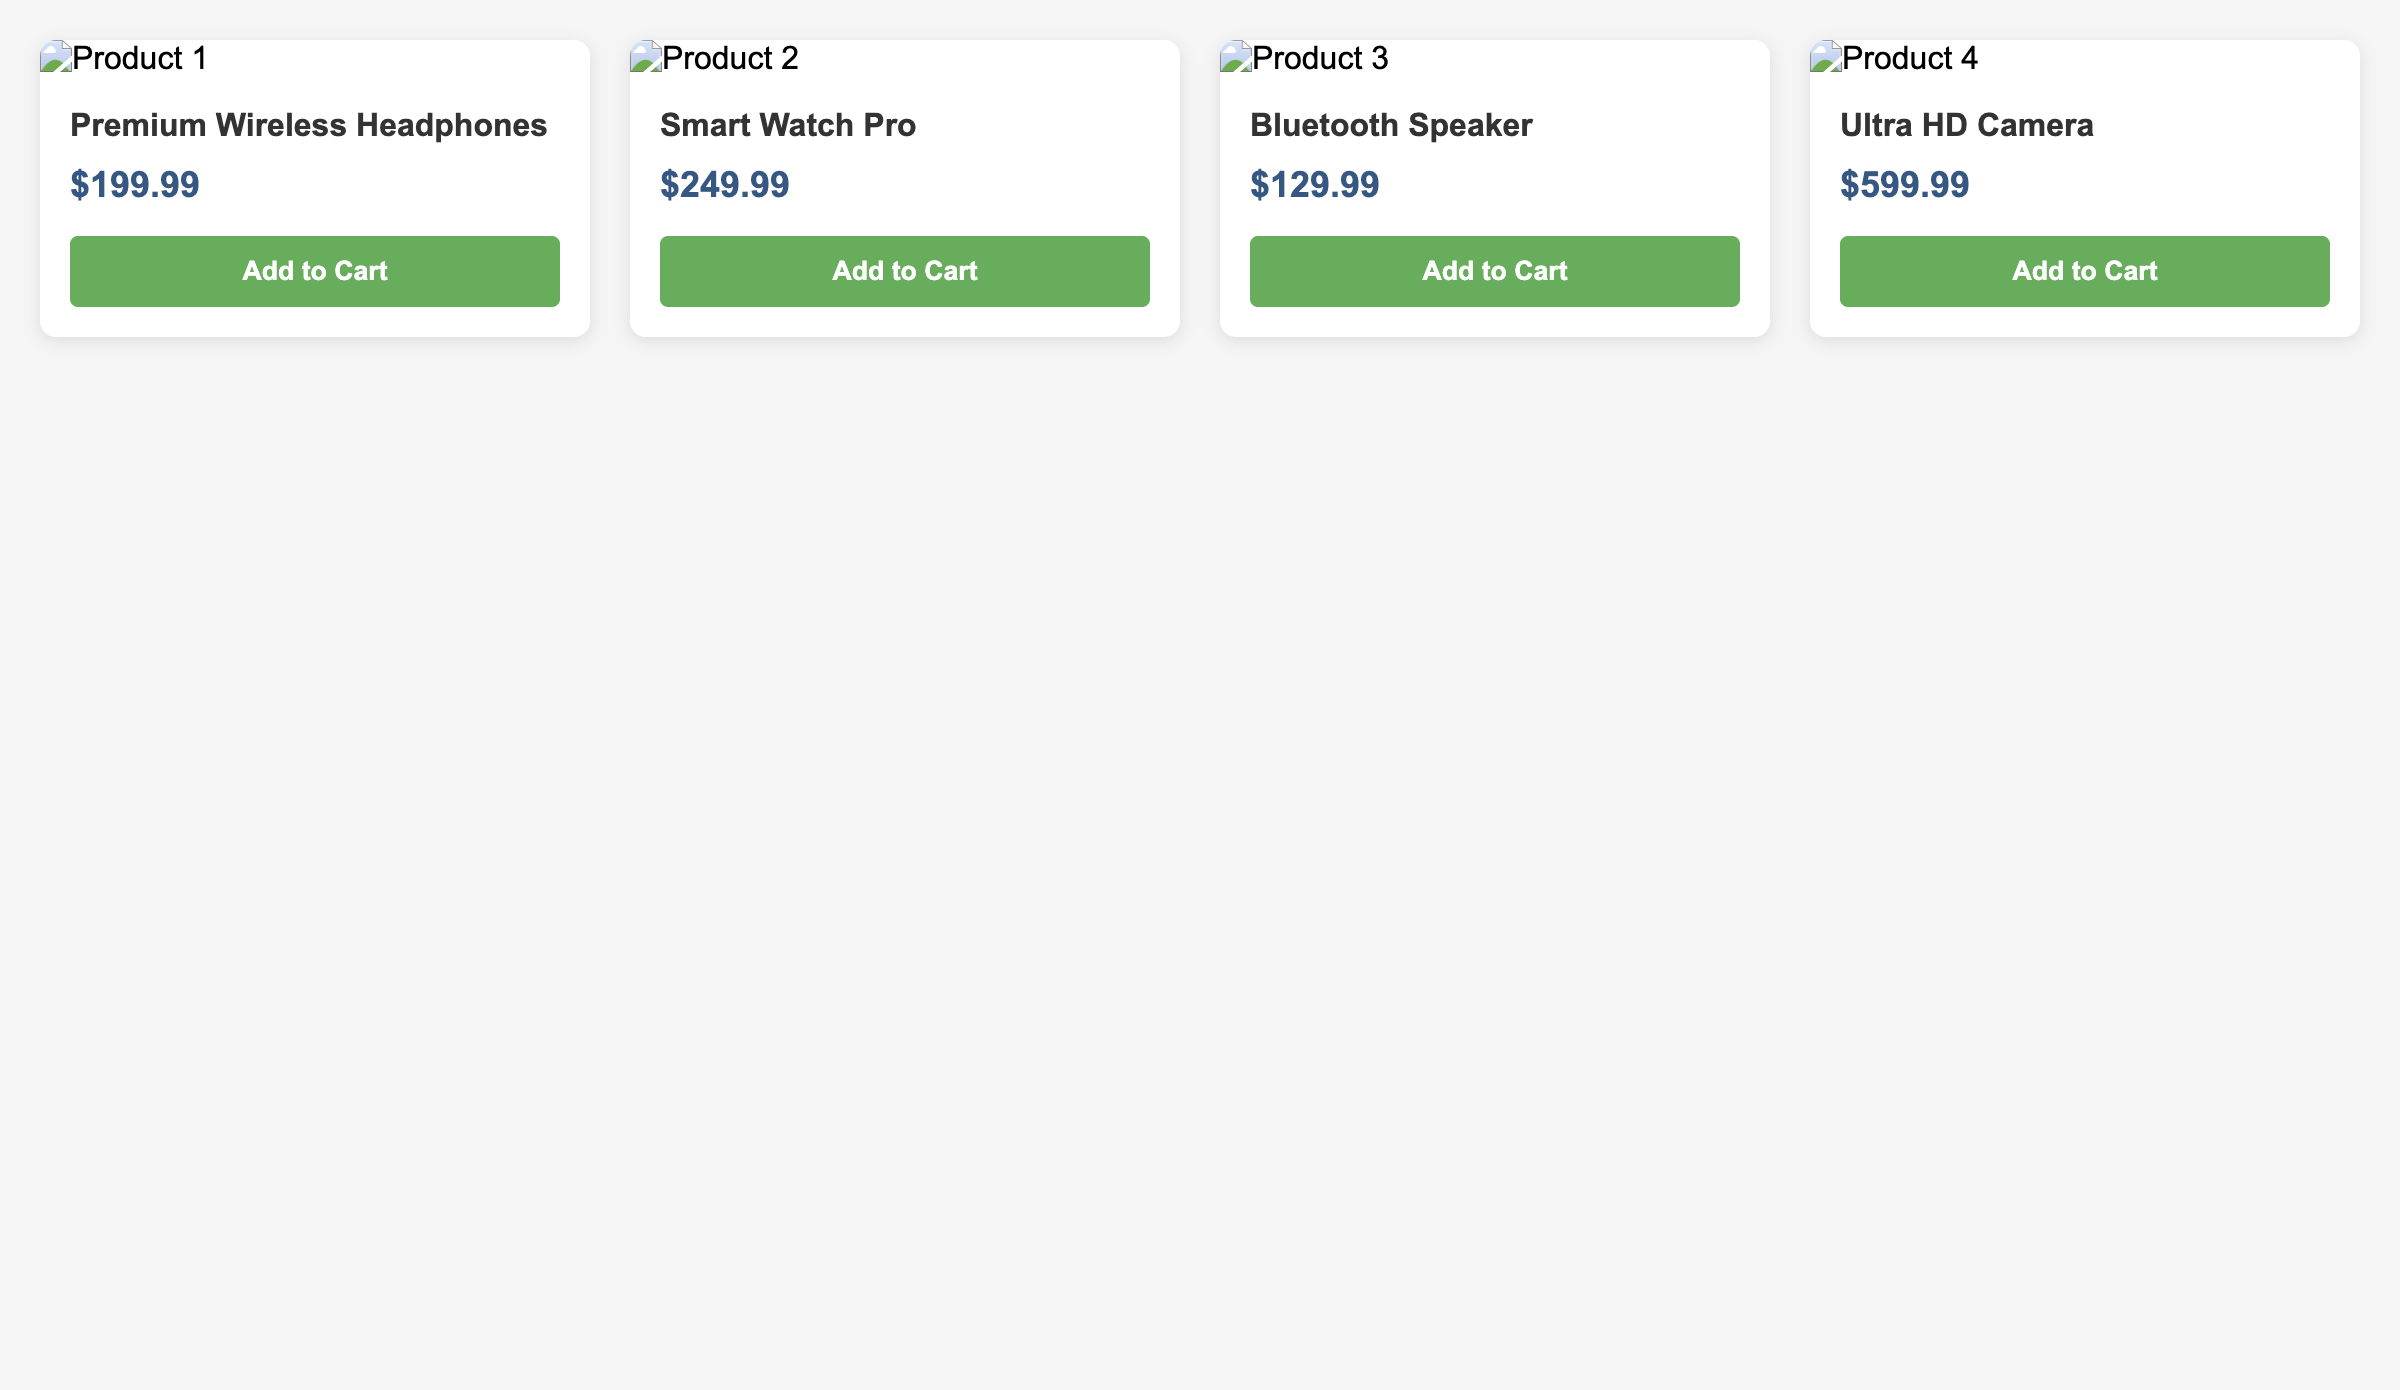 Product 1
Premium Wireless Headphones
$199.99
Add to Cart
Product 2
Smart Watch Pro
$249.99
Add to Cart
Product 3
Bluetooth Speaker
$129.99
Add to Cart
Product 4
Ultra HD Camera
$599.99
Add to Cart